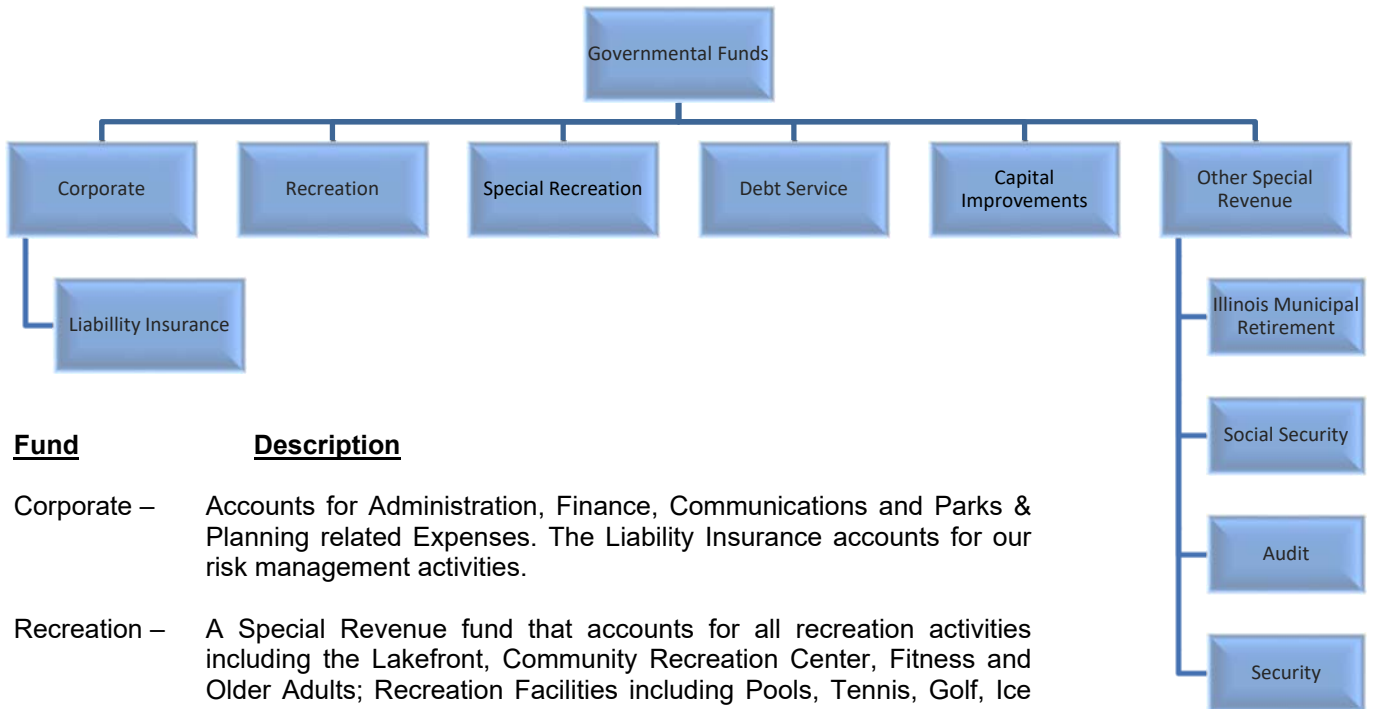 Governmental Funds
Corporate
Recreation
Special Recreation
Debt Service
Capital
Improvements
Other Special
Revenue
Liabillity Insurance
Illinois Municipal
Retirement
Social Security
Audit
Security
Fund Description
Corporate – Accounts for Administration, Finance, Communications and Parks &
Planning related Expenses. The Liability Insurance accounts for our
risk management activities.
Recreation – A Special Revenue fund that accounts for all recreation activities
including the Lakefront, Community Recreation Center, Fitness and
Older Adults; Recreation Facilities including Pools, Tennis, Golf, Ice